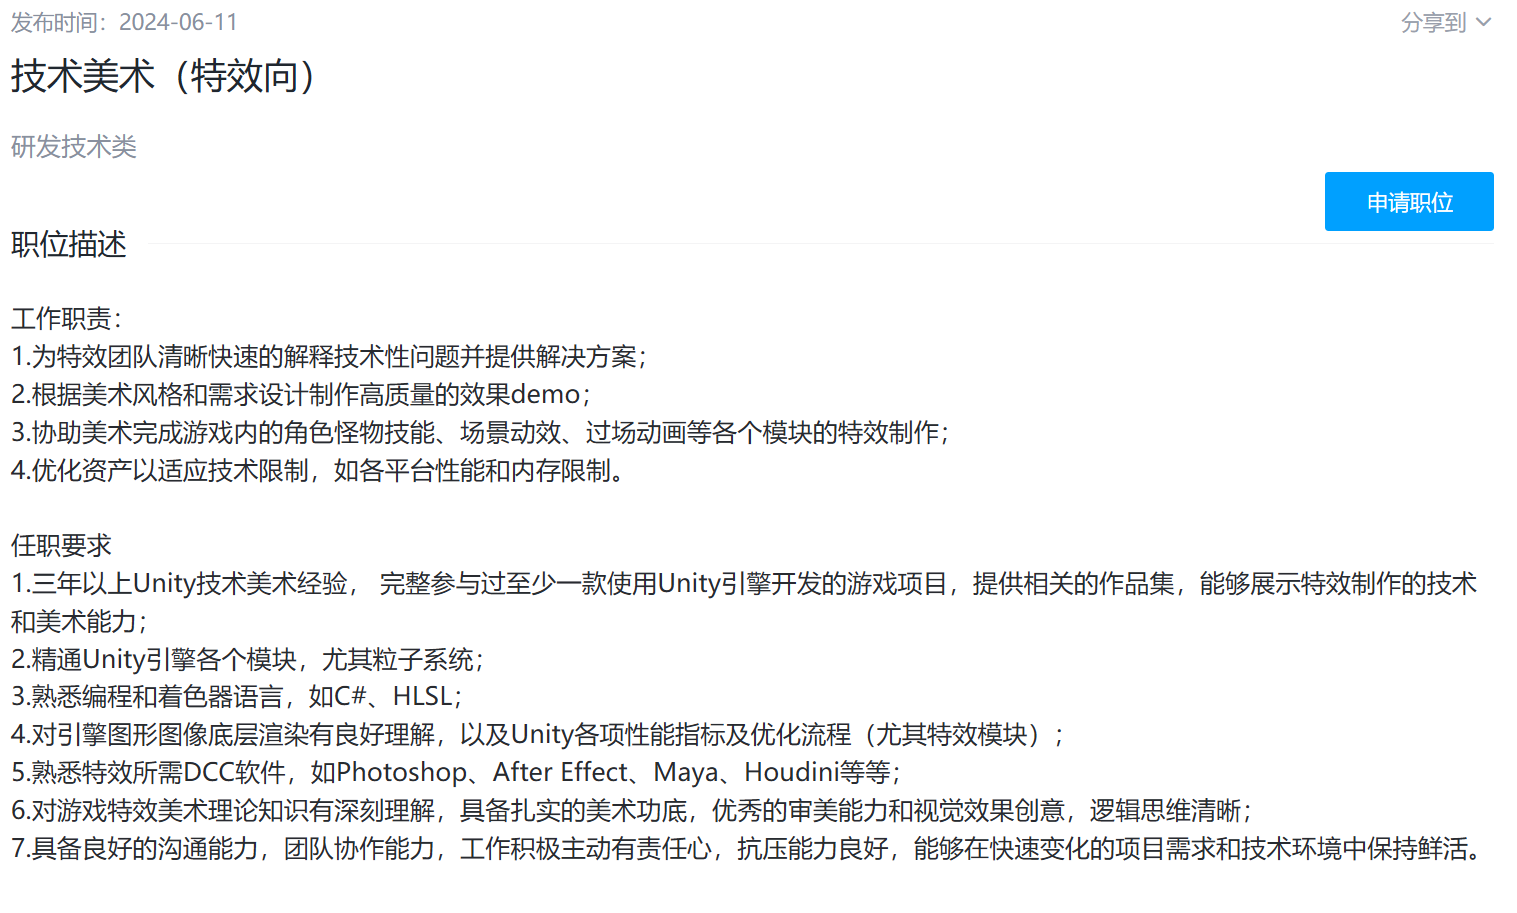 发布时间：2024-06-11
分享到
技术美术（特效向）
研发技术类
申请职位
职位描述
工作职责：
1.为特效团队清晰快速的解释技术性问题并提供解决方案；
2.根据美术风格和需求设计制作高质量的效果demo；
3.协助美术完成游戏内的角色怪物技能、场景动效、过场动画等各个模块的特效制作；
4.优化资产以适应技术限制，如各平台性能和内存限制。
任职要求
1.三年以上Unity技术美术经验， 完整参与过至少一款使用Unity引擎开发的游戏项目，提供相关的作品集，能够展示特效制作的技术
和美术能力；
2.精通Unity引擎各个模块，尤其粒子系统；
3.熟悉编程和着色器语言，如C#、HLSL；
4.对引擎图形图像底层渲染有良好理解，以及Unity各项性能指标及优化流程（尤其特效模块）；
5.熟悉特效所需DCC软件，如Photoshop、After Effect、Maya、Houdini等等；
6.对游戏特效美术理论知识有深刻理解，具备扎实的美术功底，优秀的审美能力和视觉效果创意，逻辑思维清晰；
7.具备良好的沟通能力，团队协作能力，工作积极主动有责任心，抗压能力良好，能够在快速变化的项目需求和技术环境中保持鲜活。